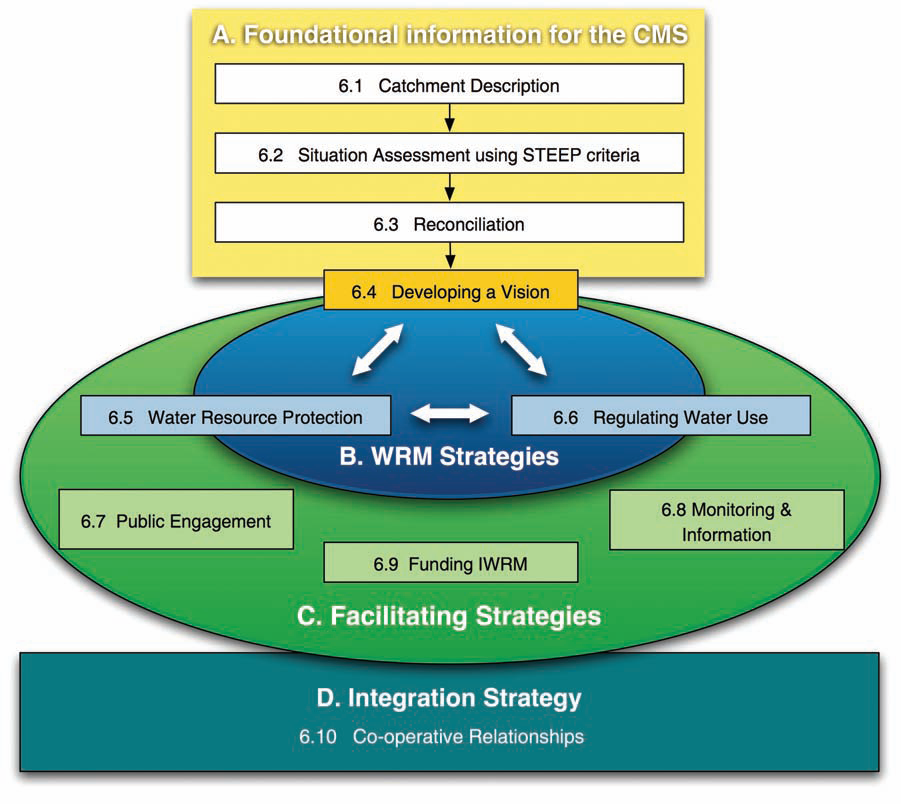 A. Foundational information for the CMS
6.1 Catchment Description
6.2 Situation Assessment using STEEP criteria
6.3 Reconciliation
6.4 Developing a Vision
6.5 Water Resource Protection
6.6 Regulating Water Use
B. WRM Strategies
6.7 Public Engagement
6.8 Monitoring &
Information
6.9 Funding IWRM
C. Facilitating Strategies
D. Integration Strategy
6.10 Co-operative Relationships